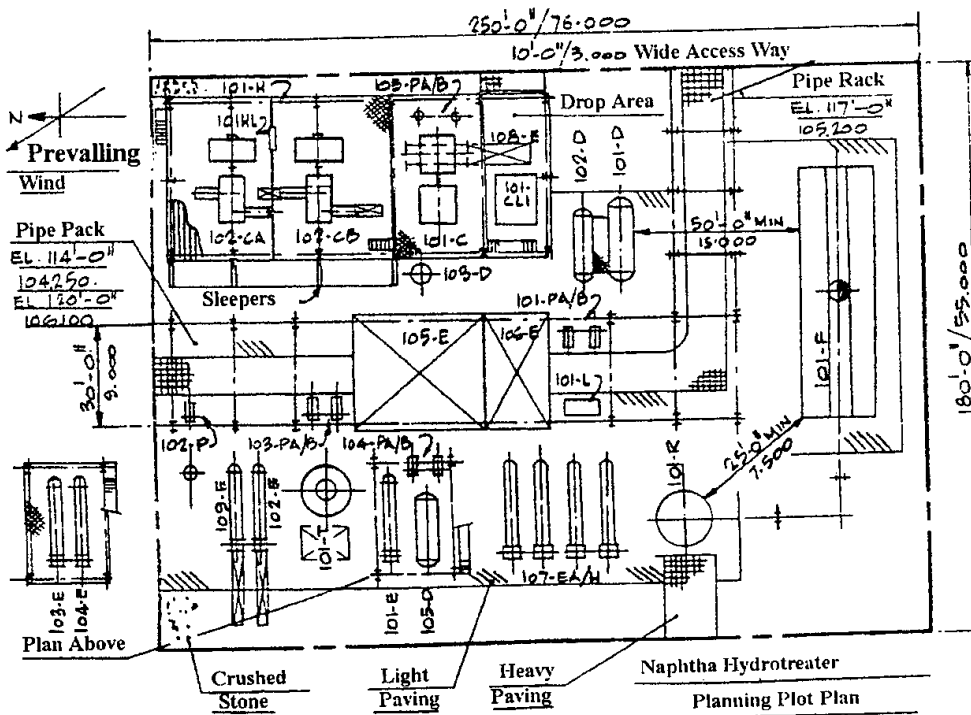 250'-0"/76.000
10'-0"/3.000 Wide Access Way
101-H
103-PA/B
Pipe Rack
EL. 117'-0"
105,200
Drop Area
101HL
108-E
102-D
101-D
N
Prevalling
Wind
101-
CL1
50'-0" MIN
15.000
102-CA
102-CB
101-C
Pipe Pack
EL. 114'-0"
104250.
EL 120'-0"
106100
103-D
Sleepers
101-PA/B
105-E
106-E
101-F
180'-0"/55.000
30'-0"
9.000
101-L
102-P
103-PA/B
104-PA/B
25'-0" MIN
7.500
101-R
109-E
102-E
101-T
107-EA/H
103-E
104-E
101-E
105-D
Plan Above
Crushed
Stone
Light
Paving
Heavy
Paving
Naphtha Hydrotreater
Planning Plot Plan